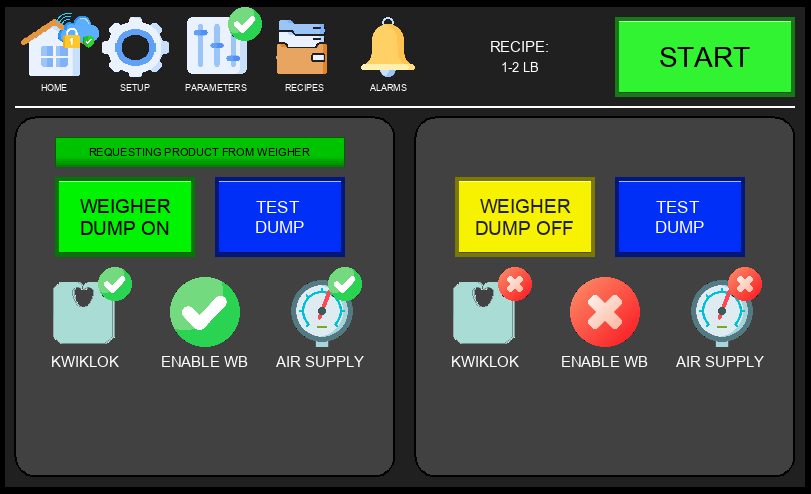 RECIPE:
1-2 LB
START
HOME
SETUP
PARAMETERS
RECIPES
ALARMS
REQUESTING PRODUCT FROM WEIGHER
WEIGHER
DUMP ON
TEST
DUMP
KWIKLOK
ENABLE WB
AIR SUPPLY
WEIGHER
DUMP OFF
TEST
DUMP
KWIKLOK
ENABLE WB
AIR SUPPLY